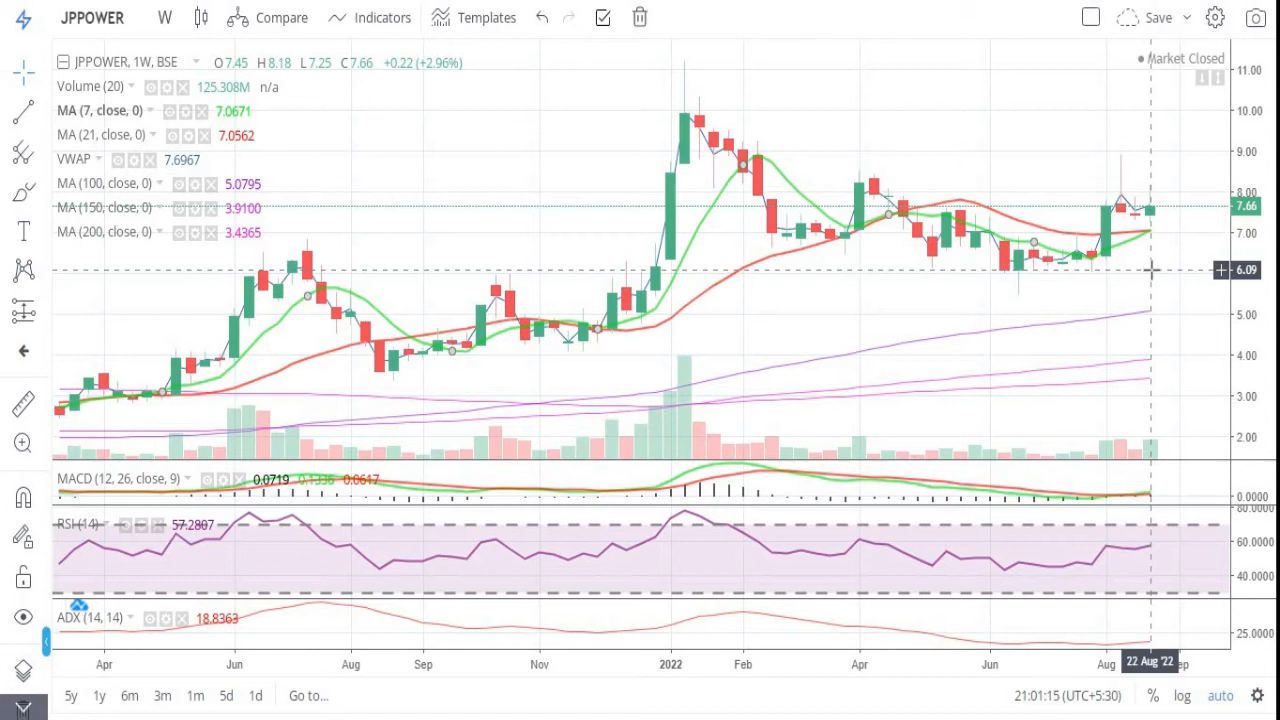 JPPOWER W Compare Indicators Templates Save
JPPOWER, 1W, BSE O7.45 H8.18 L7.25 C7.66 +0.22 (+2.96%) Market Closed
Volume (20) 125.308M n/a
MA (7, close, 0) 7.0671
MA (21, close, 0) 7.0562
VWAP 7.6967
MA (100, close, 0) 5.0795
MA (150, close, 0) 3.9100
MA (200, close, 0) 3.4365
11.00
10.00
9.00
8.00
7.66
7.00
6.09
5.00
4.00
3.00
2.00
MACD (12, 26, close, 9) 0.0719 0.1336 0.0617
0.0000
80.0000
RSI (14) 57.2807
60.0000
40.0000
ADX (14, 14) 18.8363
25.0000
Apr Jun Aug Sep Nov 2022 Feb Apr Jun Aug 22 Aug '22 ep
5y 1y 6m 3m 1m 5d 1d Go to... 21:01:15 (UTC+5:30) % log auto